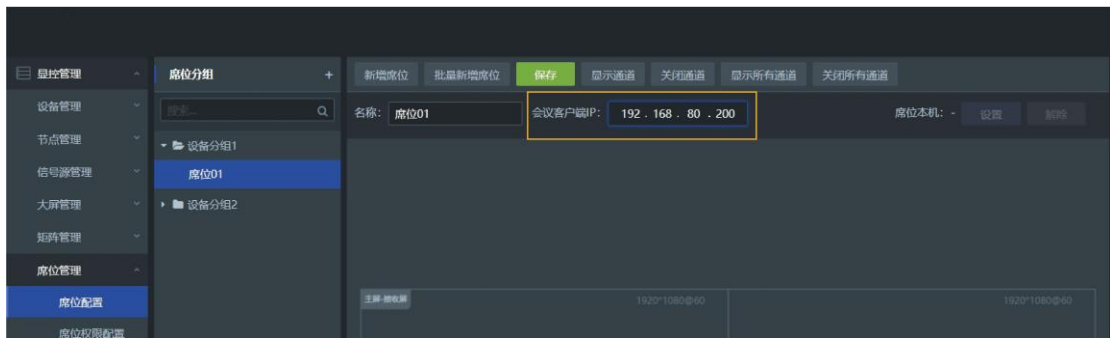 显控管理
席位分组 +
新增席位 批量新增席位 保存 显示通道 关闭通道 显示所有通道 关闭所有通道
设备管理
搜索...
名称: 席位01
会议客户端IP: 192 . 168 . 80 . 200
席位本机: - 设置 解除
节点管理
设备分组1
信号源管理
席位01
大屏管理
设备分组2
矩阵管理
席位管理
席位配置
主屏-接收屏 1920*1080@60 1920*1080@60
席位权限配置